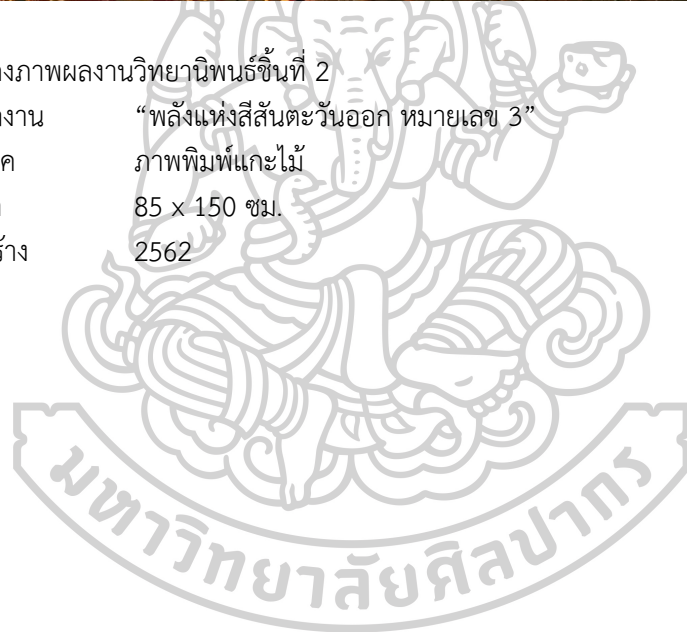 งภาพผลงานวิทยานิพนธ์ชิ้นที่ 2
งาน “พลังแห่งสีสันตะวันออก หมายเลข 3”
ค ภาพพิมพ์แกะไม้
85 x 150 ซม.
ร้าง 2562
มหาวิทยาลัยศิลปากร